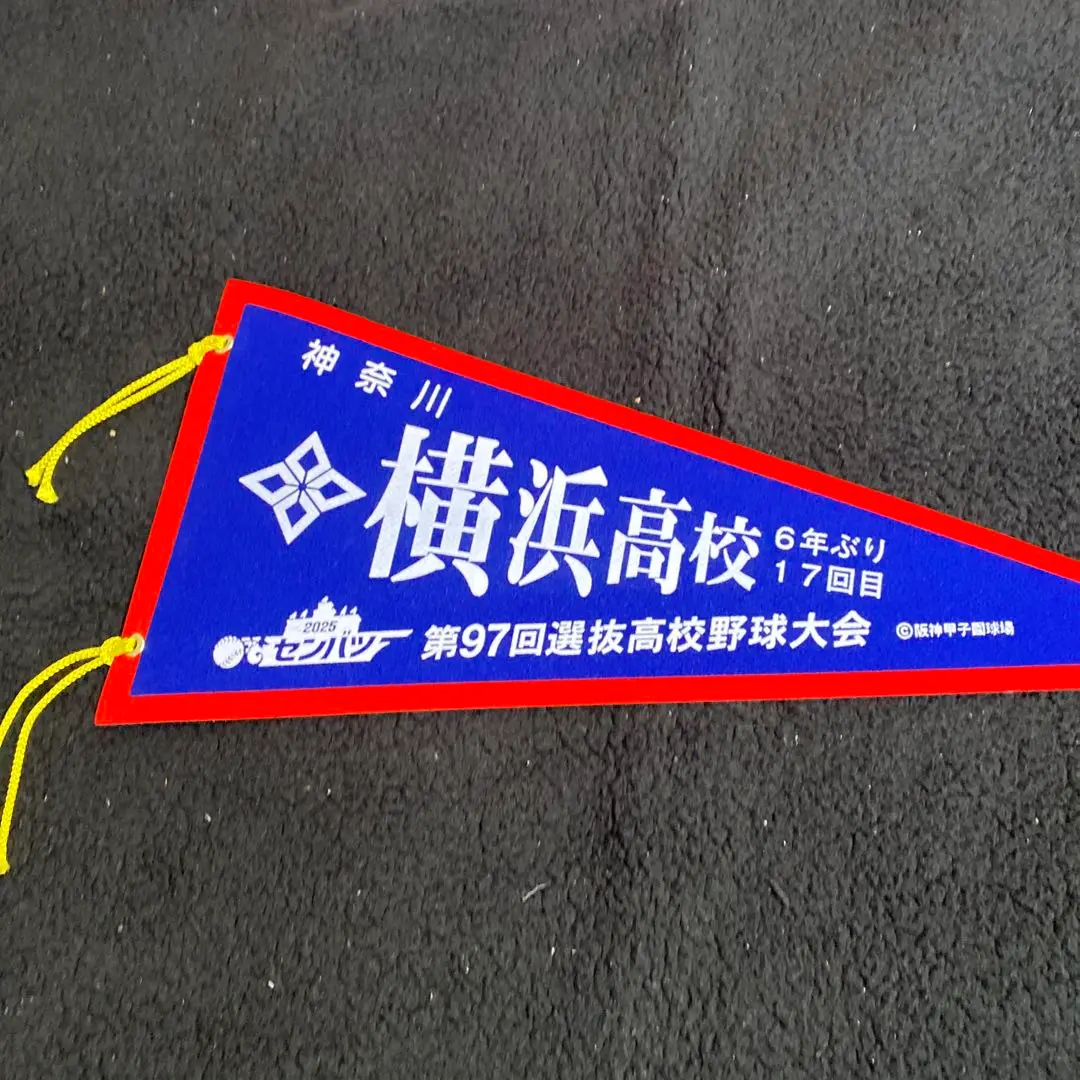 神奈川
横浜高校
6年ぶり
17回目
2025
センバツ
第97回選抜高校野球大会
©阪神甲子園球場